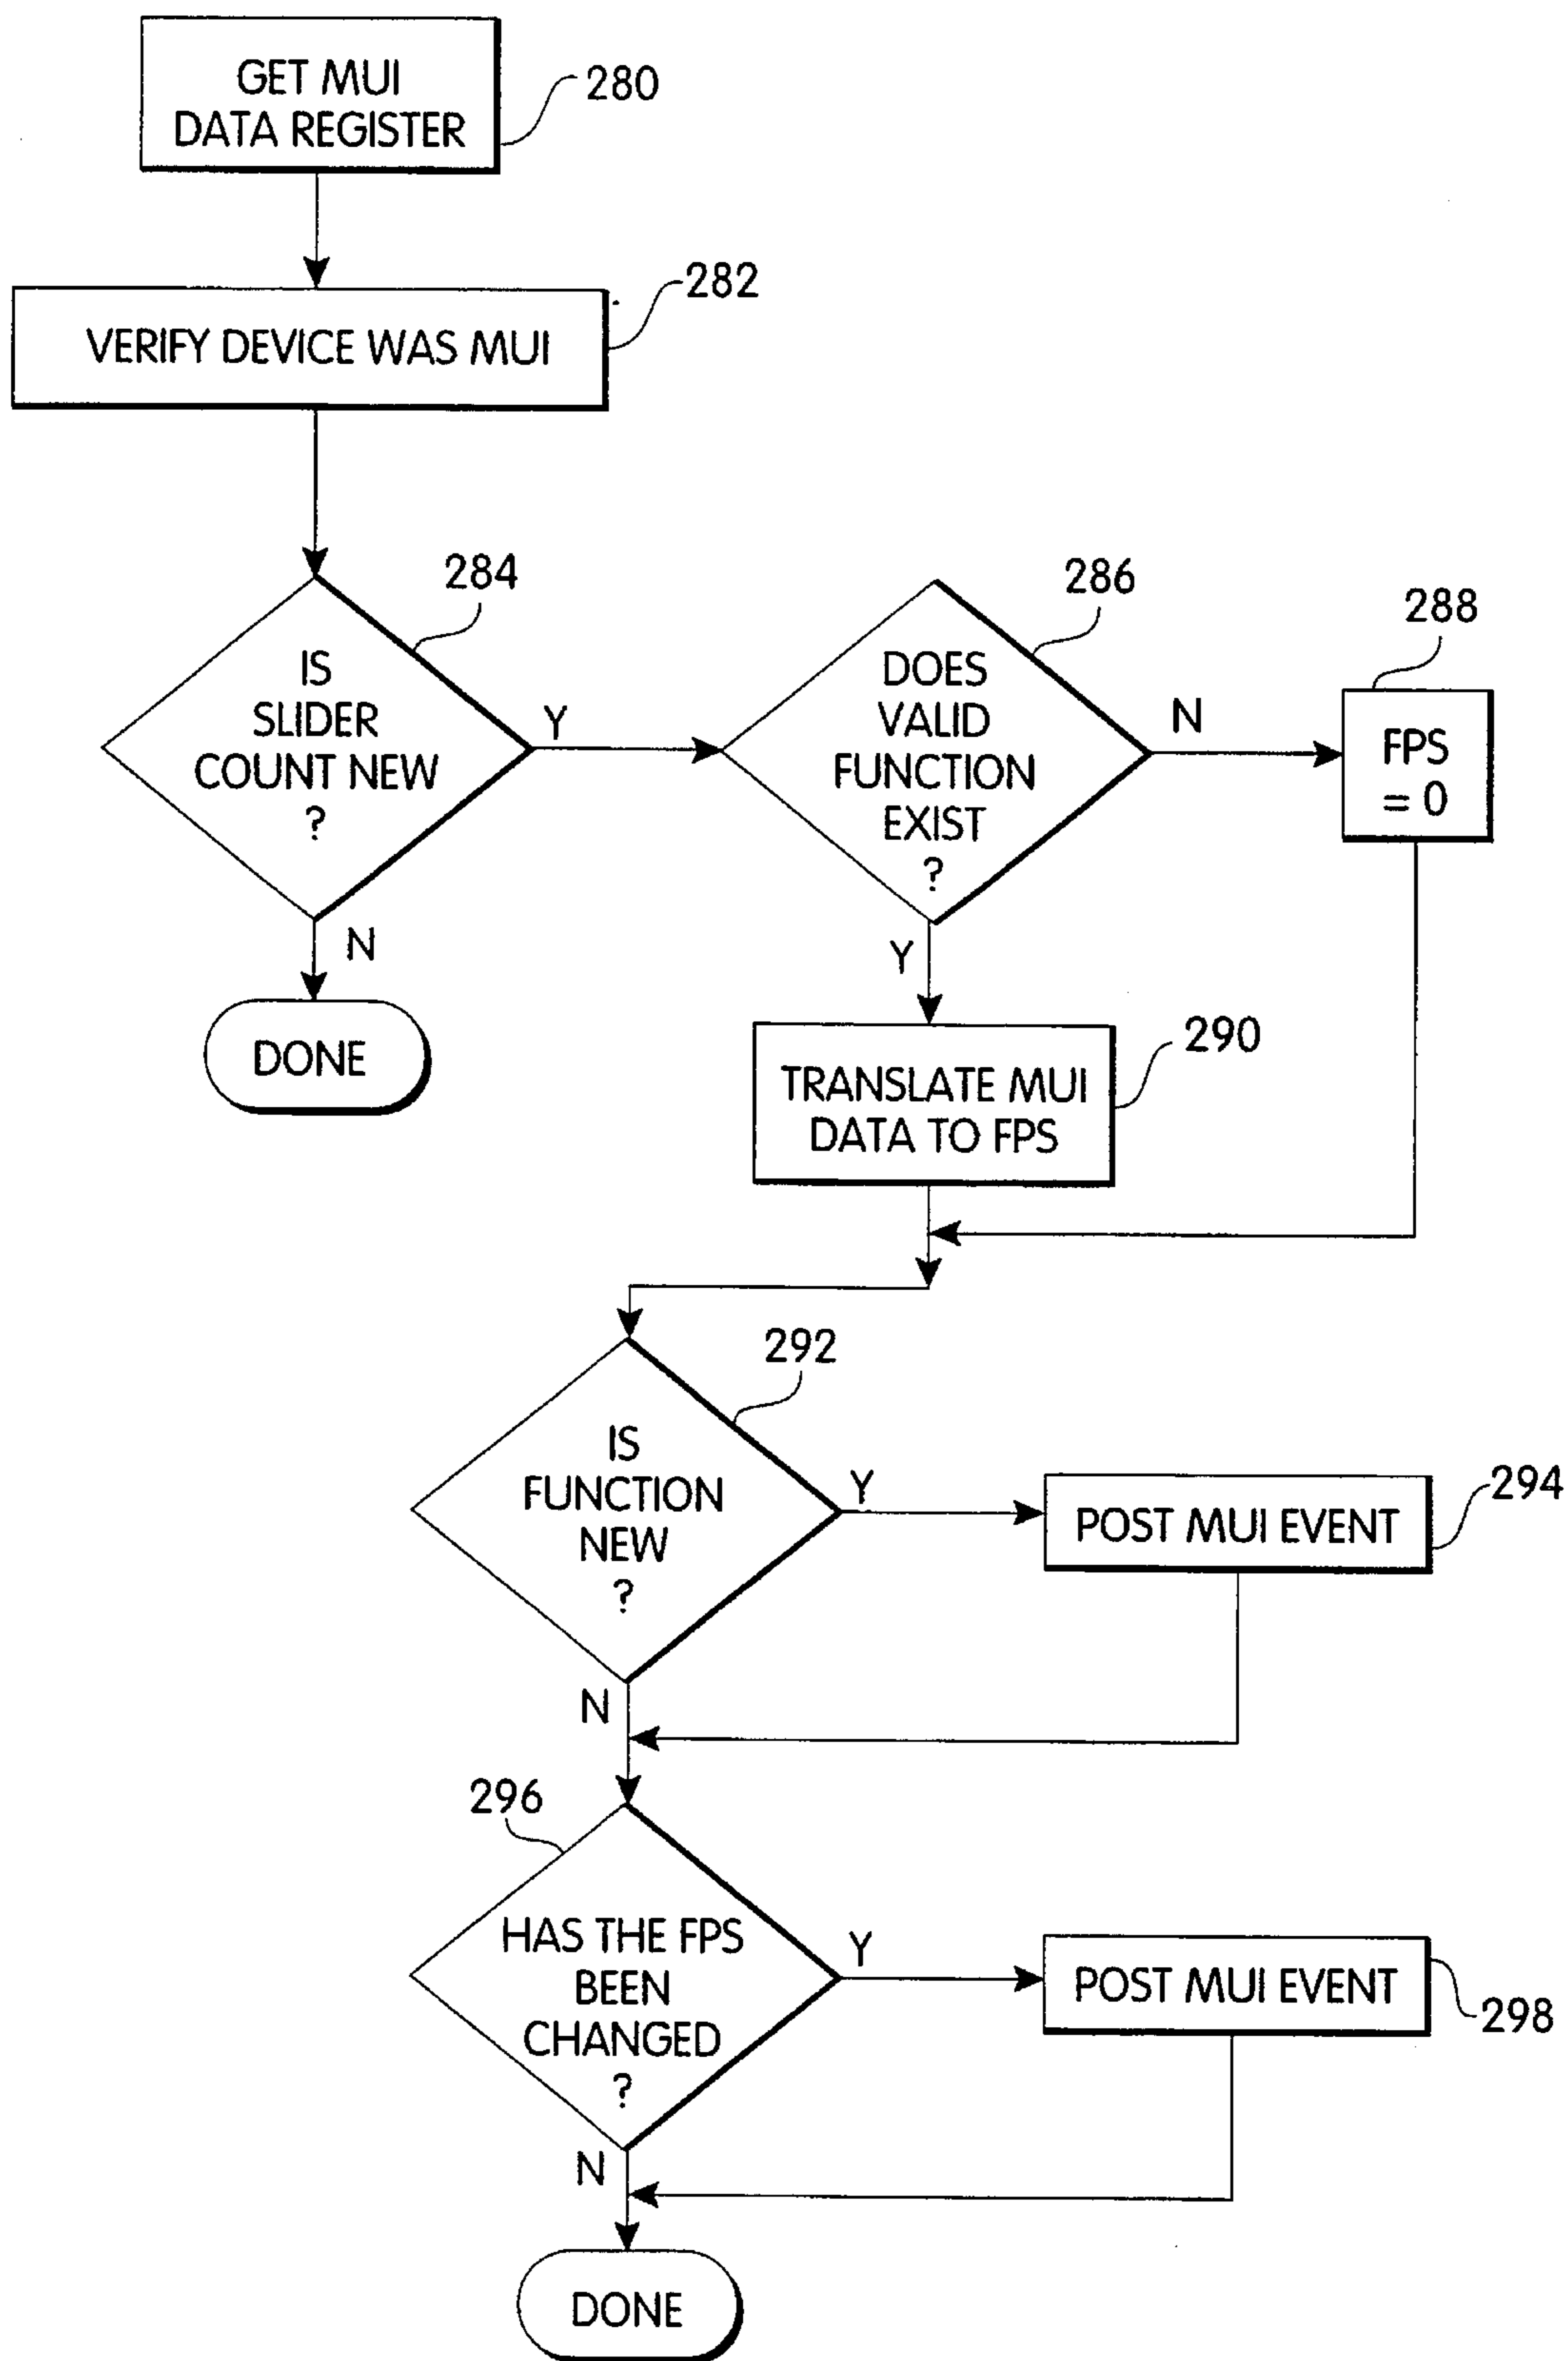 GET MUI
DATA REGISTER
280
VERIFY DEVICE WAS MUI
282
IS
SLIDER
COUNT NEW
?
284
Y
N
DONE
DOES
VALID
FUNCTION
EXIST
?
286
N
Y
FPS
= 0
288
TRANSLATE MUI
DATA TO FPS
290
IS
FUNCTION
NEW
?
292
Y
N
POST MUI EVENT
294
HAS THE FPS
BEEN
CHANGED
?
296
Y
N
POST MUI EVENT
298
DONE